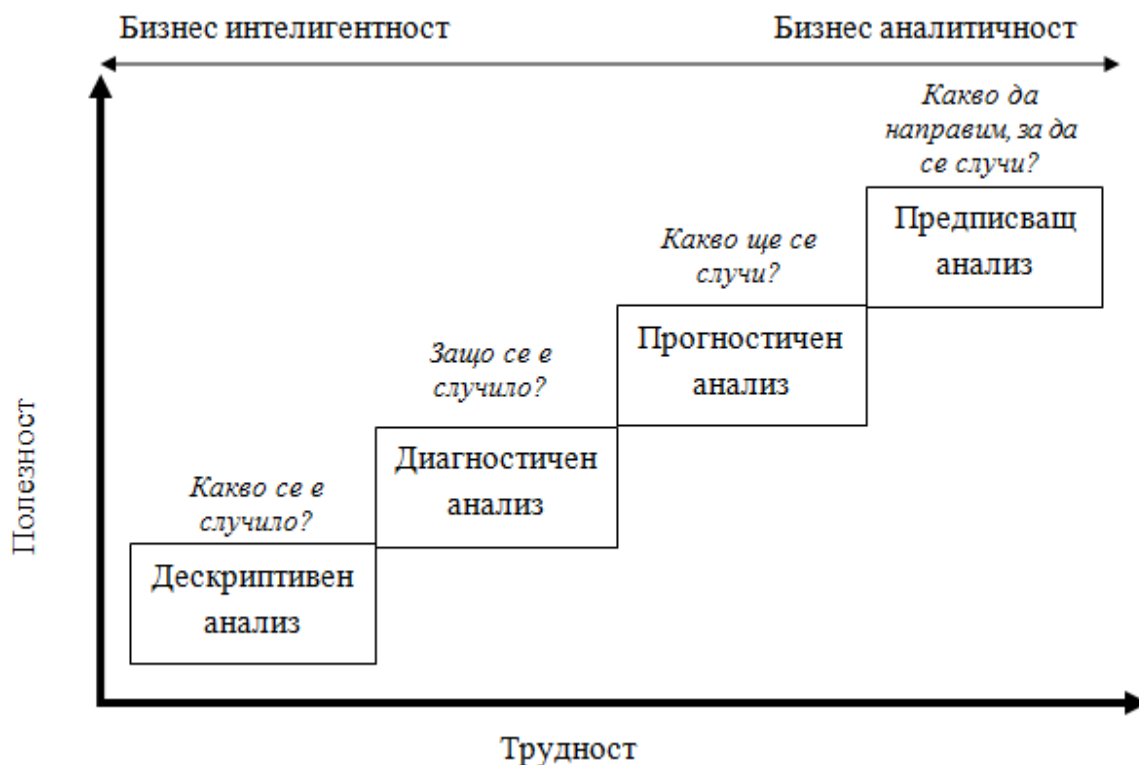 Бизнес интелигентност
Бизнес аналитичност
Какво да
направим, за да
се случи?
Предписващ
анализ
Какво ще се
случи?
Прогностичен
анализ
Защо се е
случило?
Диагностичен
анализ
Какво се е
случило?
Дескриптивен
анализ
Полезност
Трудност